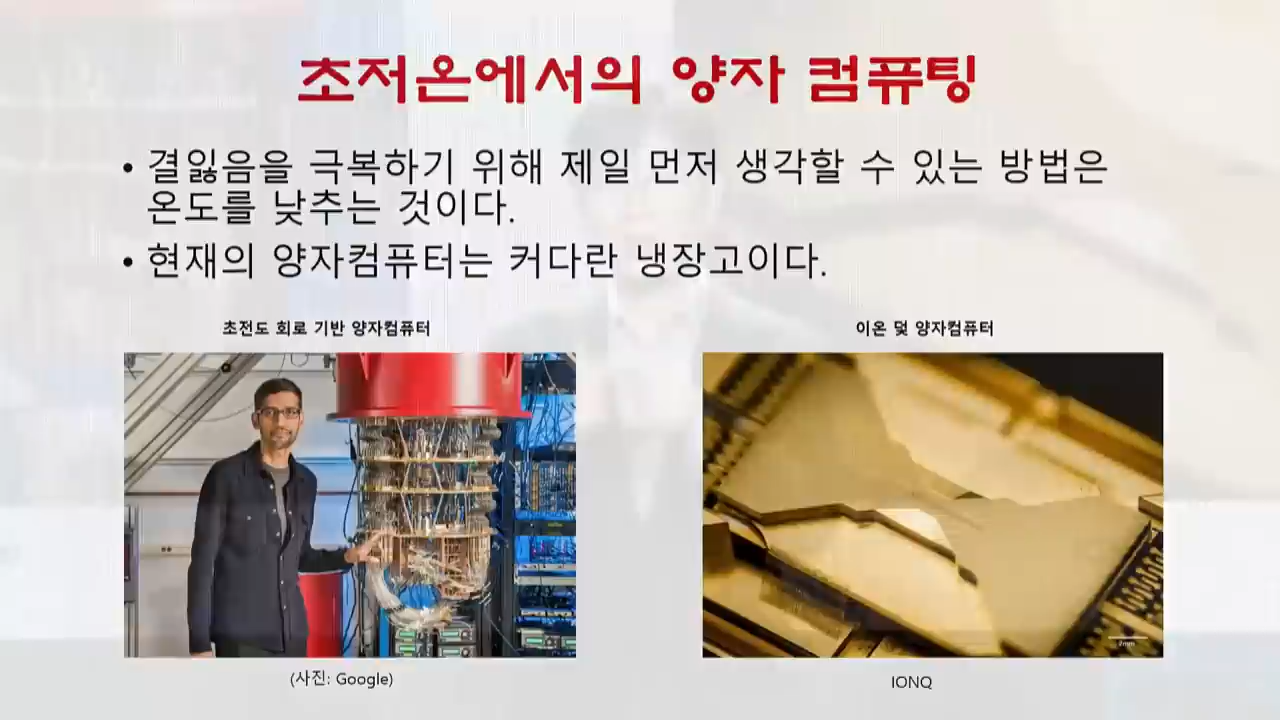 초저온에서의 양자 컴퓨팅
• 결잃음을 극복하기 위해 제일 먼저 생각할 수 있는 방법은
온도를 낮추는 것이다.
• 현재의 양자컴퓨터는 커다란 냉장고이다.
초전도 회로 기반 양자컴퓨터
이온 덫 양자컴퓨터
(사진: Google)
IONQ